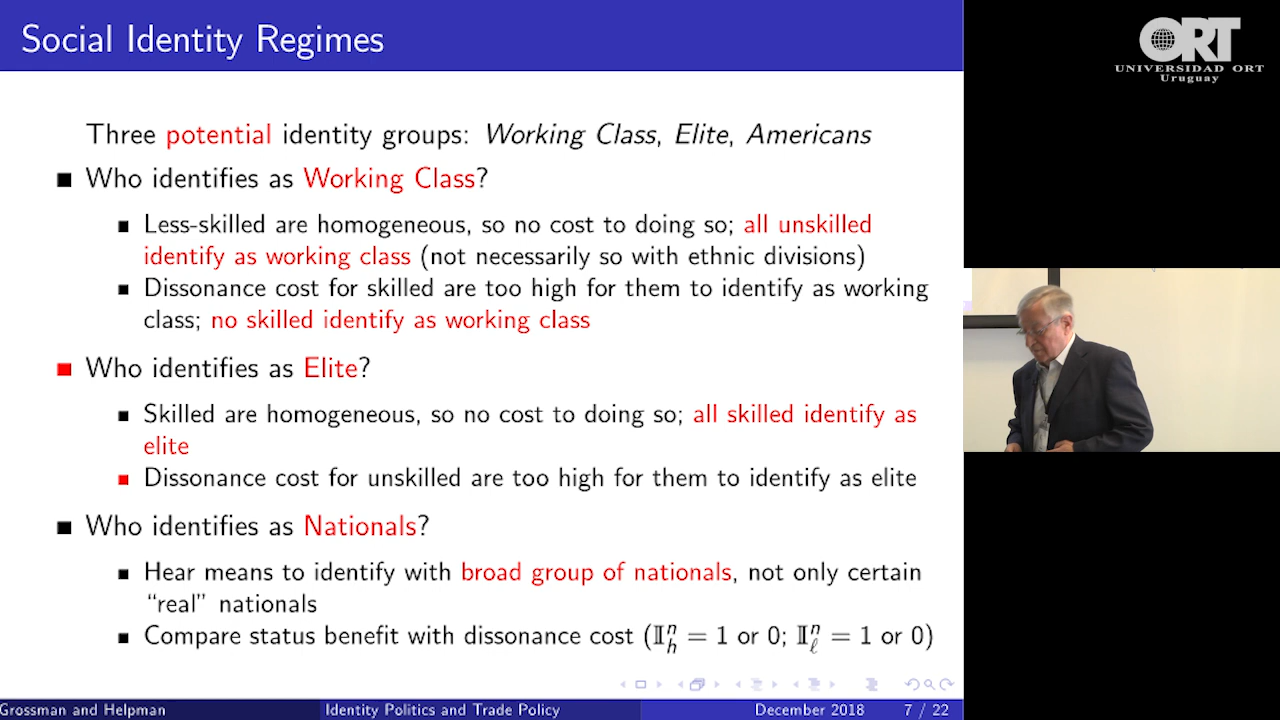 Social Identity Regimes
ORT
UNIVERSIDAD ORT
Uruguay
Three potential identity groups: Working Class, Elite, Americans
Who identifies as Working Class?
Less-skilled are homogeneous, so no cost to doing so; all unskilled
identify as working class (not necessarily so with ethnic divisions)
Dissonance cost for skilled are too high for them to identify as working
class; no skilled identify as working class
Who identifies as Elite?
Skilled are homogeneous, so no cost to doing so; all skilled identify as
elite
Dissonance cost for unskilled are too high for them to identify as elite
Who identifies as Nationals?
Hear means to identify with broad group of nationals, not only certain
“real” nationals
Compare status benefit with dissonance cost (𝕀ⁿₕ = 1 or 0; 𝕀ⁿ_ℓ = 1 or 0)
Grossman and Helpman
Identity Politics and Trade Policy
December 2018
7 / 22